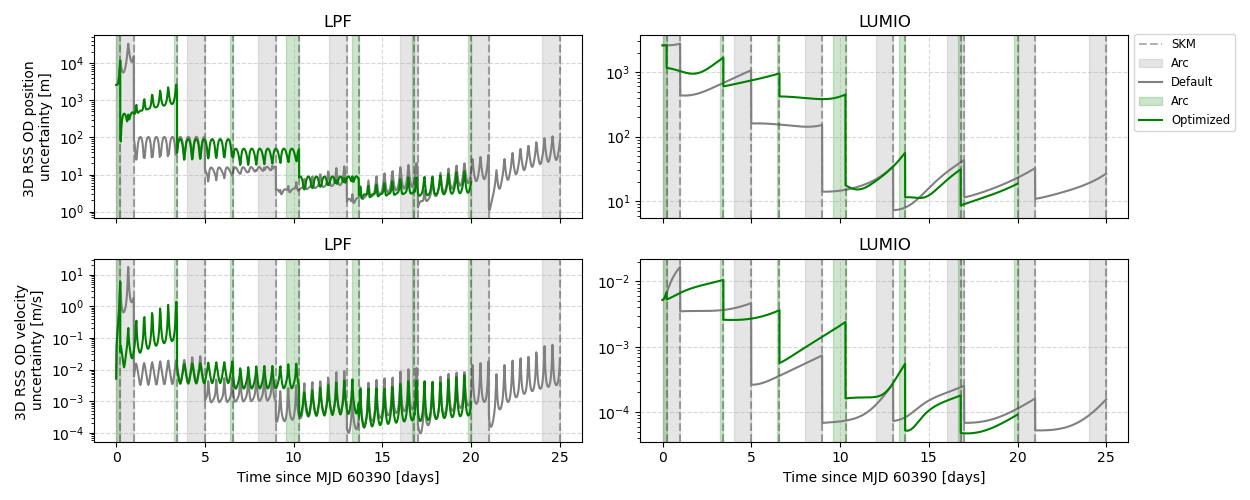 LPF
LUMIO
3D RSS OD position
uncertainty [m]
10⁴
10³
10²
10¹
10⁰
10³
10²
10¹
SKM
Arc
Default
Arc
Optimized
LPF
LUMIO
3D RSS OD velocity
uncertainty [m/s]
10¹
10⁰
10⁻¹
10⁻²
10⁻³
10⁻⁴
10⁻²
10⁻³
10⁻⁴
0 5 10 15 20 25
0 5 10 15 20 25
Time since MJD 60390 [days]
Time since MJD 60390 [days]